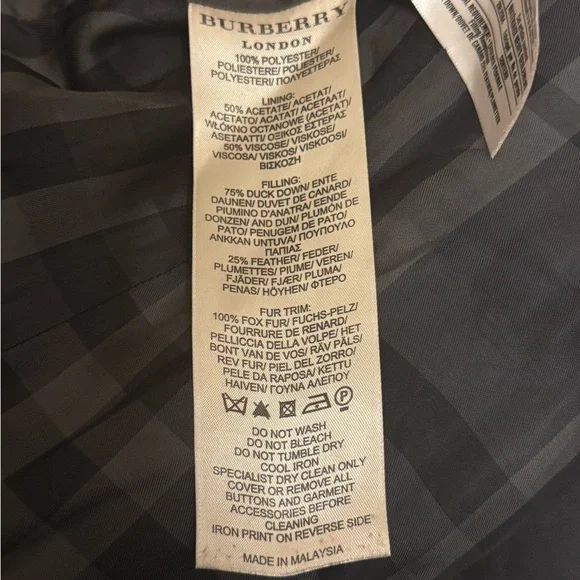 BURBERRY
LONDON
100% POLYESTER/
POLIESTERE/ POLIESTER/
POLYESTERI/ ΠΟΛΥΕΣΤΕΡΑΣ
LINING:
50% ACETATE/ ACETAT/
ACETATO/ ACATAT/ ACETAAT/
WŁÓKNO OCTANOWE (ACETAT)/
ASETAATTI/ ΟΞΙΚΟΣ ΕΣΤΕΡΑΣ
50% VISCOSE/ VISKOSE/
VISCOSA/ VISKOS/ VISKOOSI/
ΒΙΣΚΟΖΗ
FILLING:
75% DUCK DOWN/ ENTE
DAUNEN/ DUVET DE CANARD/
PIUMINO D'ANATRA/ EENDE
DONZEN/ AND DUN/ PLUMÓN DE
PATO/ PENUGEM DE PATO/
ANKKAN UNTUVA/ ΠΟΥΠΟΥΛΟ
ΠΑΠΙΑΣ
25% FEATHER/ FEDER/
PLUMETTES/ PIUME/ VEREN/
FJÄDER/ FJÆR/ PLUMA/
PENAS/ HÖYHEN/ ΦΤΕΡΟ
FUR TRIM:
100% FOX FUR/ FUCHS-PELZ/
FOURRURE DE RENARD/
PELLICCIA DELLA VOLPE/ HET
BONT VAN DE VOS/ RÄV PÄLS/
REV FUR/ PIEL DEL ZORRO/
PELE DA RAPOSA/ KETTU
HAIVEN/ ΓΟΥΝΑ ΑΛΕΠΟΥ
DO NOT WASH
DO NOT BLEACH
DO NOT TUMBLE DRY
COOL IRON
SPECIALIST DRY CLEAN ONLY
COVER OR REMOVE ALL
BUTTONS AND GARMENT
ACCESSORIES BEFORE
CLEANING
IRON PRINT ON REVERSE SIDE
MADE IN MALAYSIA